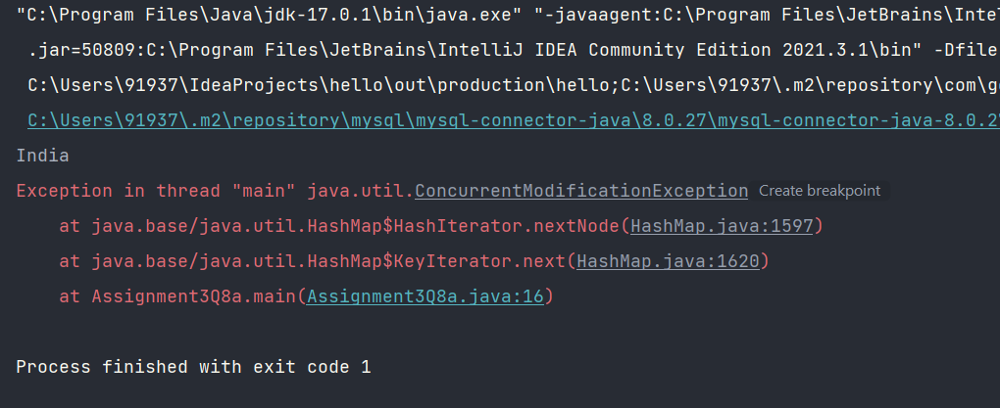 "C:\Program Files\Java\jdk-17.0.1\bin\java.exe" "-javaagent:C:\Program Files\JetBrains\Inte
.jar=50809:C:\Program Files\JetBrains\IntelliJ IDEA Community Edition 2021.3.1\bin" -Dfile
C:\Users\91937\IdeaProjects\hello\out\production\hello;C:\Users\91937\.m2\repository\com\go
C:\Users\91937\.m2\repository\mysql\mysql-connector-java\8.0.27\mysql-connector-java-8.0.2
India
Exception in thread "main" java.util.ConcurrentModificationException Create breakpoint
at java.base/java.util.HashMap$HashIterator.nextNode(HashMap.java:1597)
at java.base/java.util.HashMap$KeyIterator.next(HashMap.java:1620)
at Assignment3Q8a.main(Assignment3Q8a.java:16)
Process finished with exit code 1